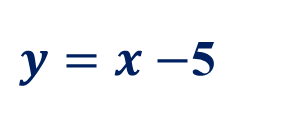 y = x −5